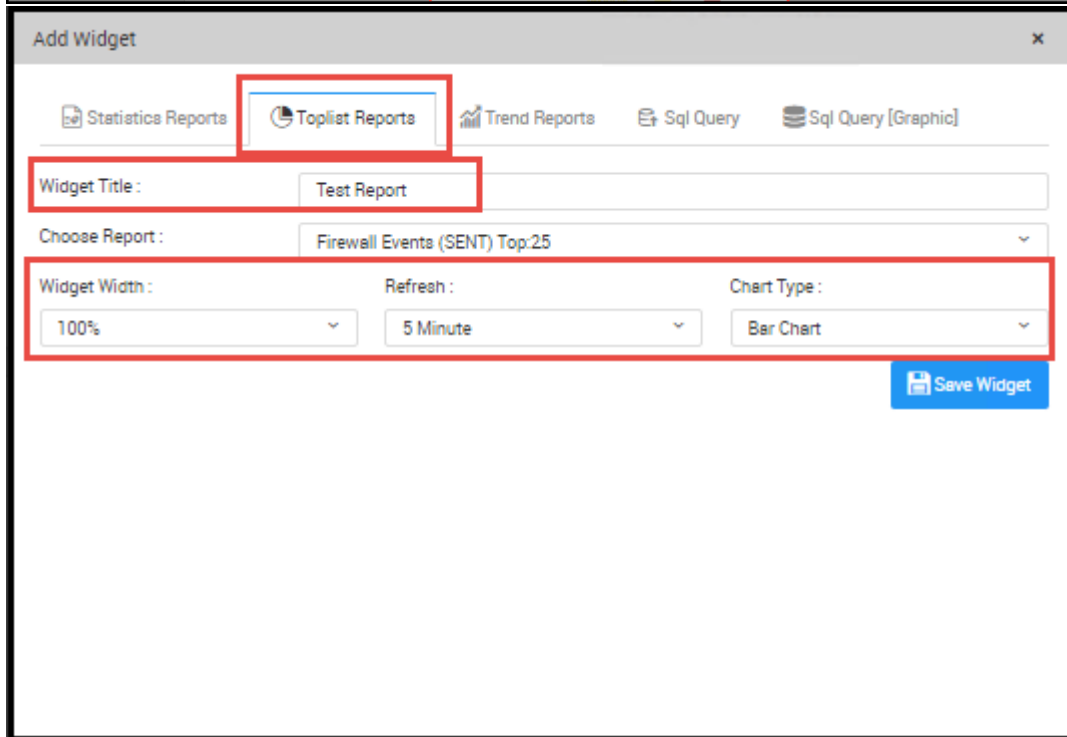 Add Widget ×
Statistics Reports Toplist Reports Trend Reports Sql Query Sql Query [Graphic]
Widget Title : Test Report
Choose Report : Firewall Events (SENT) Top:25
Widget Width : Refresh : Chart Type :
100% 5 Minute Bar Chart
Save Widget